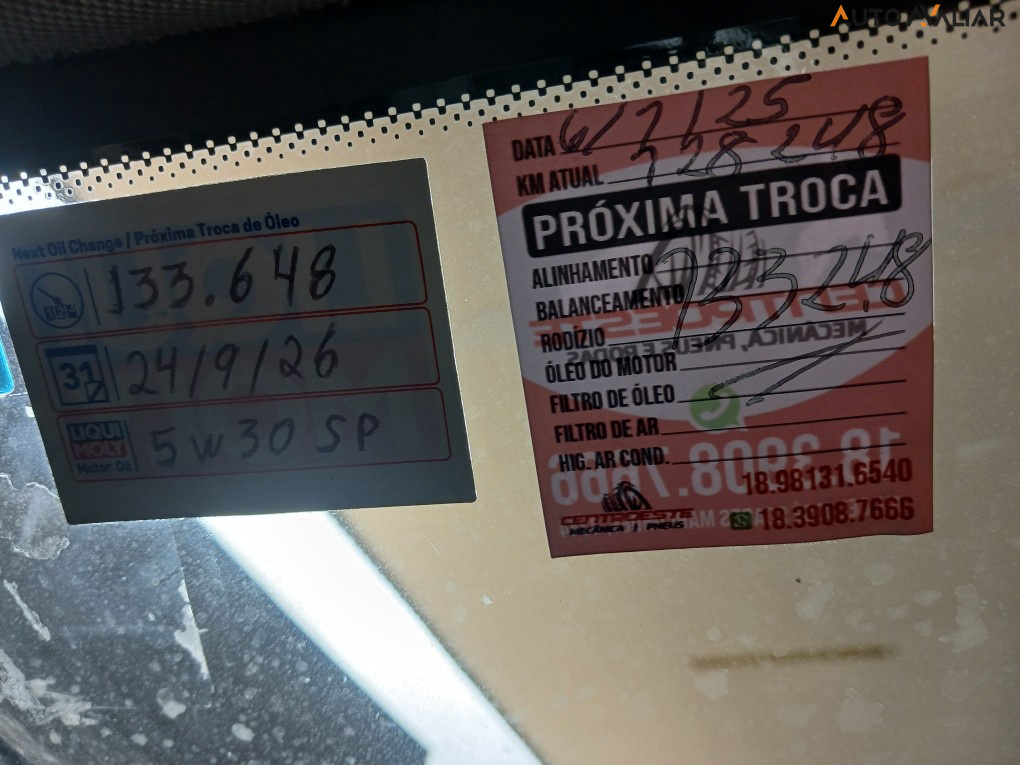 AUTO AVALIAR
Next Oil Change / Próxima Troca de Óleo
133.648
31 24/9/26
LIQUI MOLY Motor Oil 5W30 SP
DATA 6/7/25
KM ATUAL 128248
PRÓXIMA TROCA
ALINHAMENTO
BALANCEAMENTO 133248
RODÍZIO
ÓLEO DO MOTOR
FILTRO DE ÓLEO
FILTRO DE AR
HIG. AR COND.
18.98131.6540
CENTROESTE
MECÂNICA | PNEUS
18.3908.7666